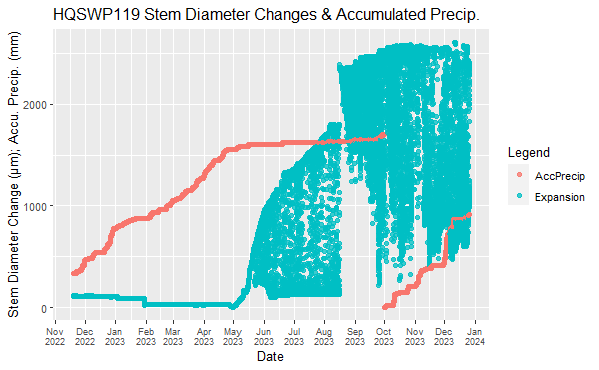 HQSWP119 Stem Diameter Changes & Accumulated Precip.
Stem Diameter Change (µm); Accu. Precip. (mm)
2000
1000
0
Nov Dec Jan Feb Mar Apr May Jun Jul Aug Sep Oct Nov Dec Jan
2022 2022 2023 2023 2023 2023 2023 2023 2023 2023 2023 2023 2023 2023 2024
Date
Legend
AccPrecip
Expansion